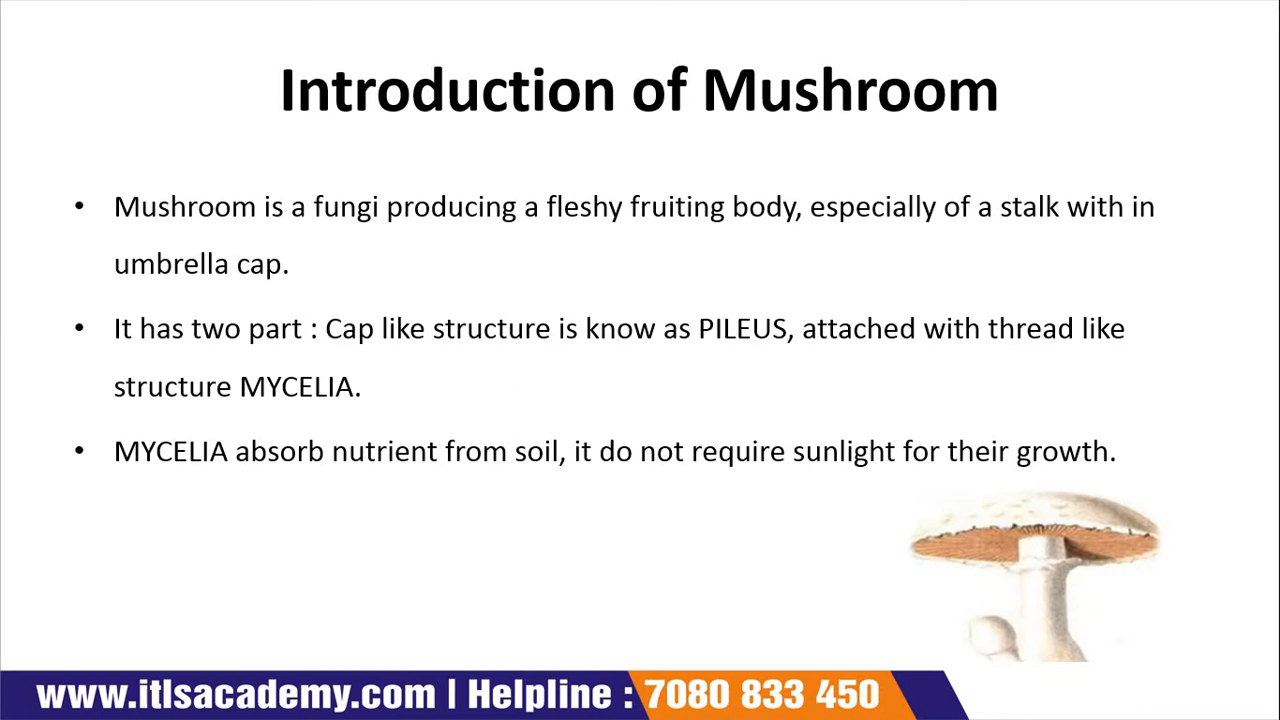 Introduction of Mushroom
• Mushroom is a fungi producing a fleshy fruiting body, especially of a stalk with in
umbrella cap.
• It has two part : Cap like structure is know as PILEUS, attached with thread like
structure MYCELIA.
• MYCELIA absorb nutrient from soil, it do not require sunlight for their growth.
www.itlsacademy.com | Helpline : 7080 833 450